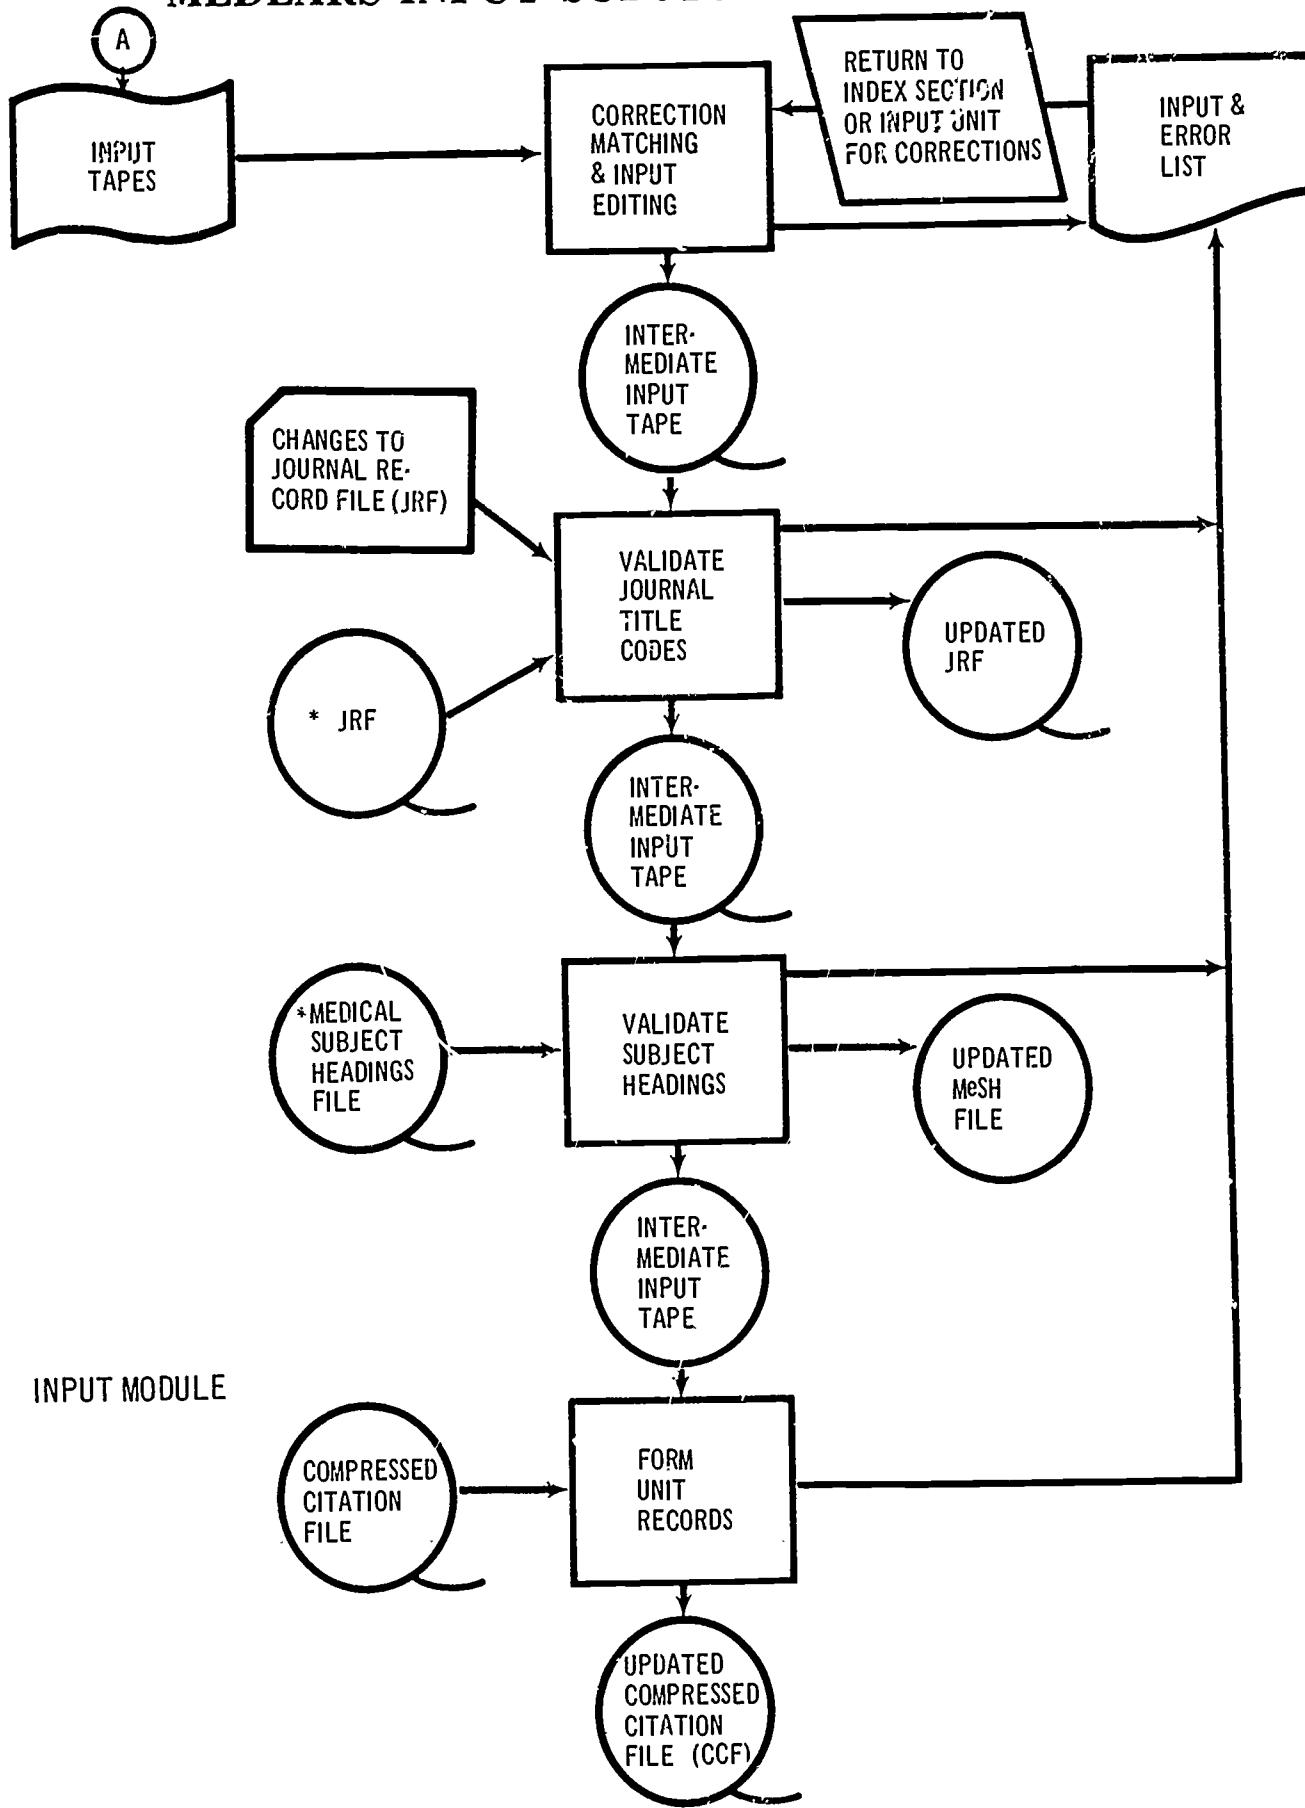 A
INPUT
TAPES
CORRECTION
MATCHING
& INPUT
EDITING
RETURN TO
INDEX SECTION
OR INPUT UNIT
FOR CORRECTIONS
INPUT &
ERROR
LIST
INTER-
MEDIATE
INPUT
TAPE
CHANGES TO
JOURNAL RE-
CORD FILE (JRF)
VALIDATE
JOURNAL
TITLE
CODES
UPDATED
JRF
* JRF
INTER-
MEDIATE
INPUT
TAPE
*MEDICAL
SUBJECT
HEADINGS
FILE
VALIDATE
SUBJECT
HEADINGS
UPDATED
MeSH
FILE
INTER-
MEDIATE
INPUT
TAPE
INPUT MODULE
COMPRESSED
CITATION
FILE
FORM
UNIT
RECORDS
UPDATED
COMPRESSED
CITATION
FILE (CCF)